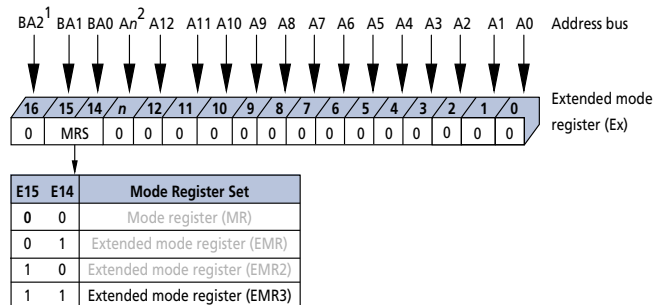 BA2¹ BA1 BA0 An² A12 A11 A10 A9 A8 A7 A6 A5 A4 A3 A2 A1 A0 Address bus
16 15 14 n 12 11 10 9 8 7 6 5 4 3 2 1 0 Extended mode
register (Ex)
0 MRS 0 0 0 0 0 0 0 0 0 0 0 0 0 0
E15 E14 Mode Register Set
0 0 Mode register (MR)
0 1 Extended mode register (EMR)
1 0 Extended mode register (EMR2)
1 1 Extended mode register (EMR3)